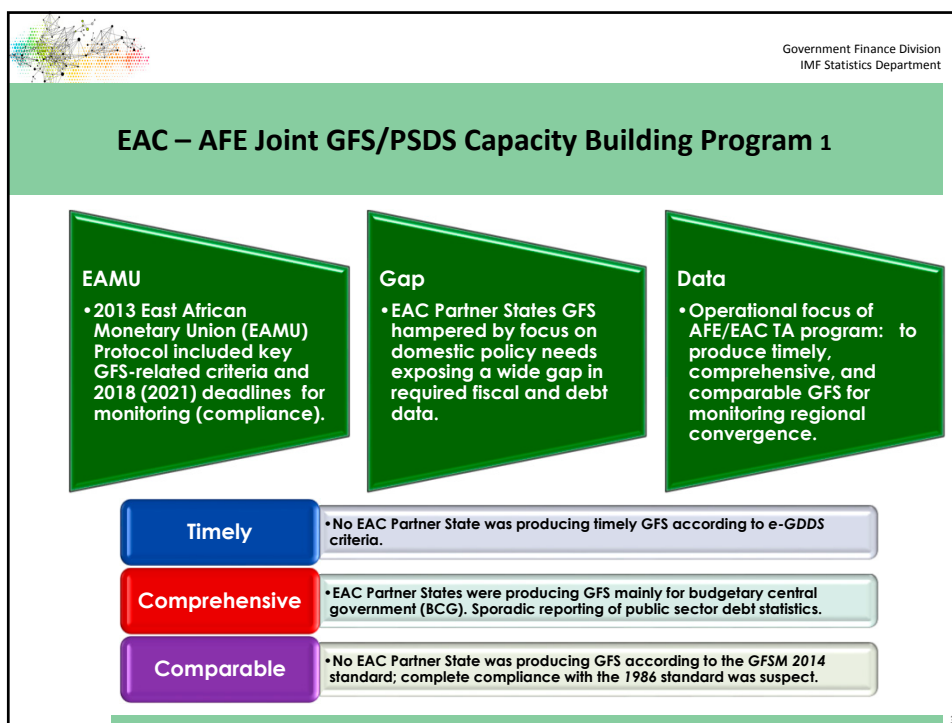 Government Finance Division
IMF Statistics Department
EAC – AFE Joint GFS/PSDS Capacity Building Program 1
EAMU
•2013 East African
Monetary Union (EAMU)
Protocol included key
GFS-related criteria and
2018 (2021) deadlines for
monitoring (compliance).
Gap
•EAC Partner States GFS
hampered by focus on
domestic policy needs
exposing a wide gap in
required fiscal and debt
data.
Data
•Operational focus of
AFE/EAC TA program: to
produce timely,
comprehensive, and
comparable GFS for
monitoring regional
convergence.
Timely
•No EAC Partner State was producing timely GFS according to e-GDDS
criteria.
Comprehensive
•EAC Partner States were producing GFS mainly for budgetary central
government (BCG). Sporadic reporting of public sector debt statistics.
Comparable
•No EAC Partner State was producing GFS according to the GFSM 2014
standard; complete compliance with the 1986 standard was suspect.